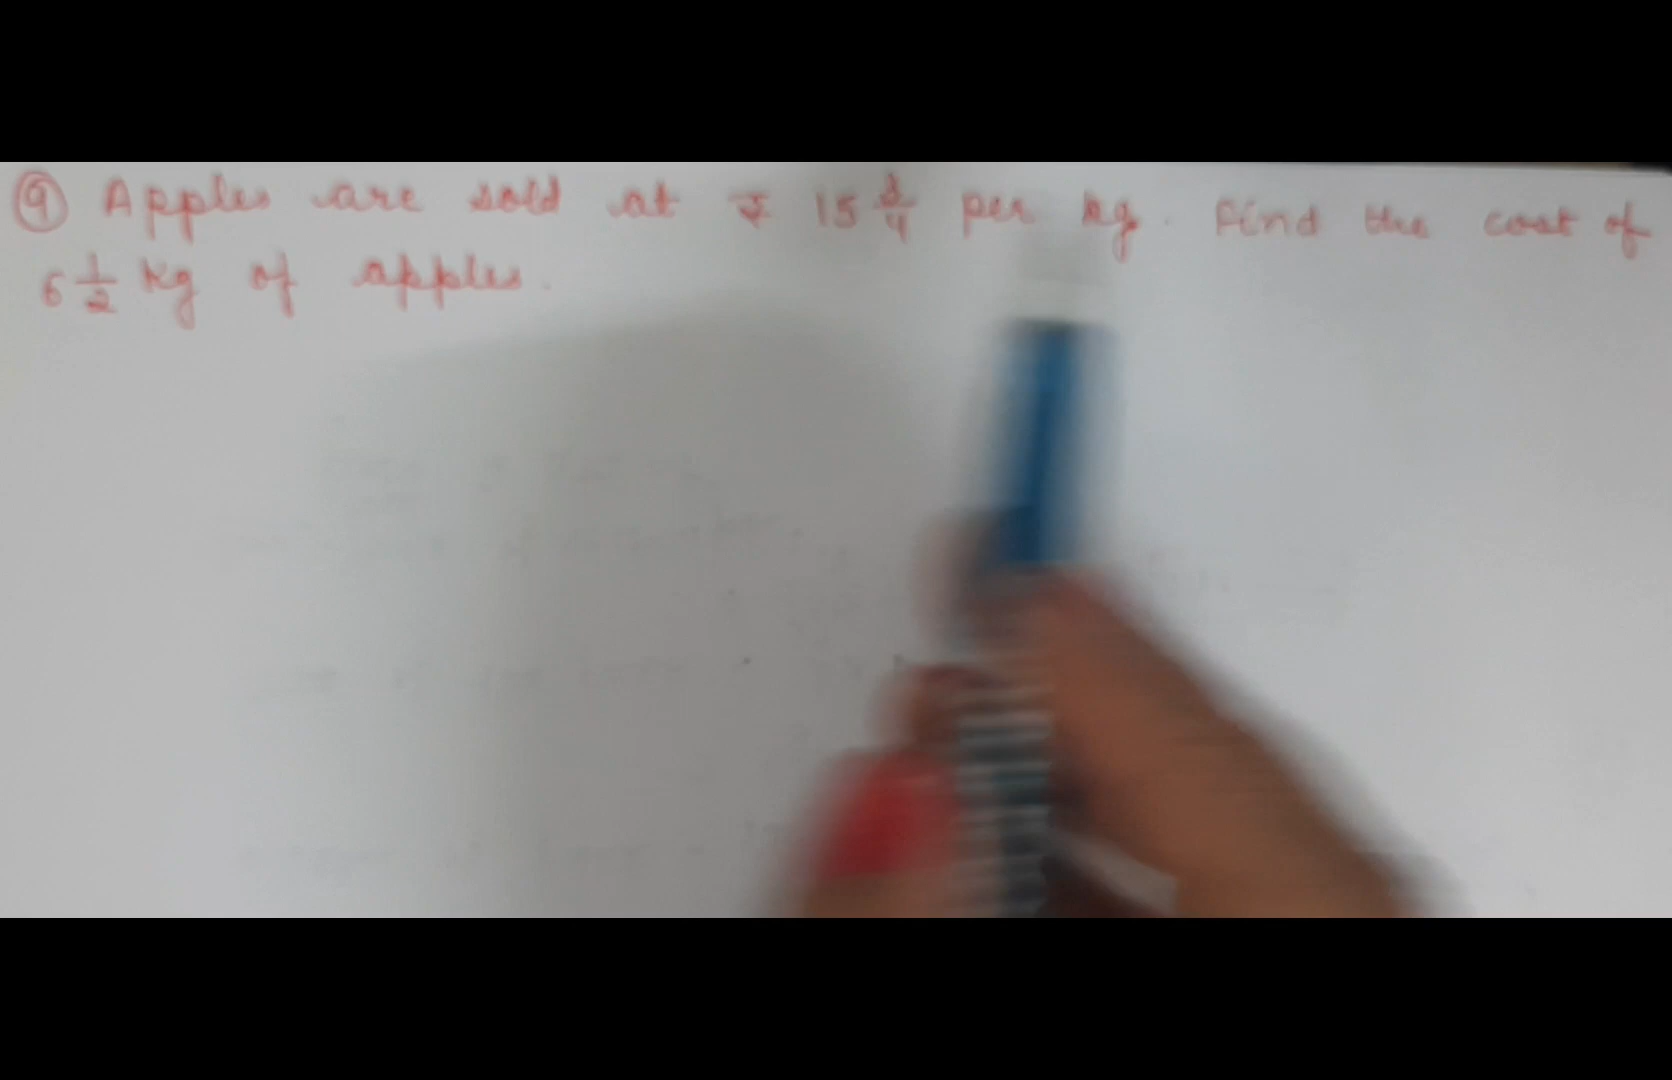 ⑨ Apples are sold at ₹ 15 3/4 per kg. Find the cost of
6 1/2 kg of apples.